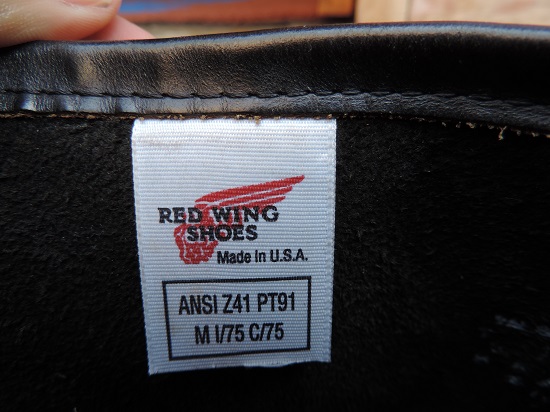 RED WING
SHOES
Made In U.S.A.
ANSI Z41 PT91
M I/75 C/75